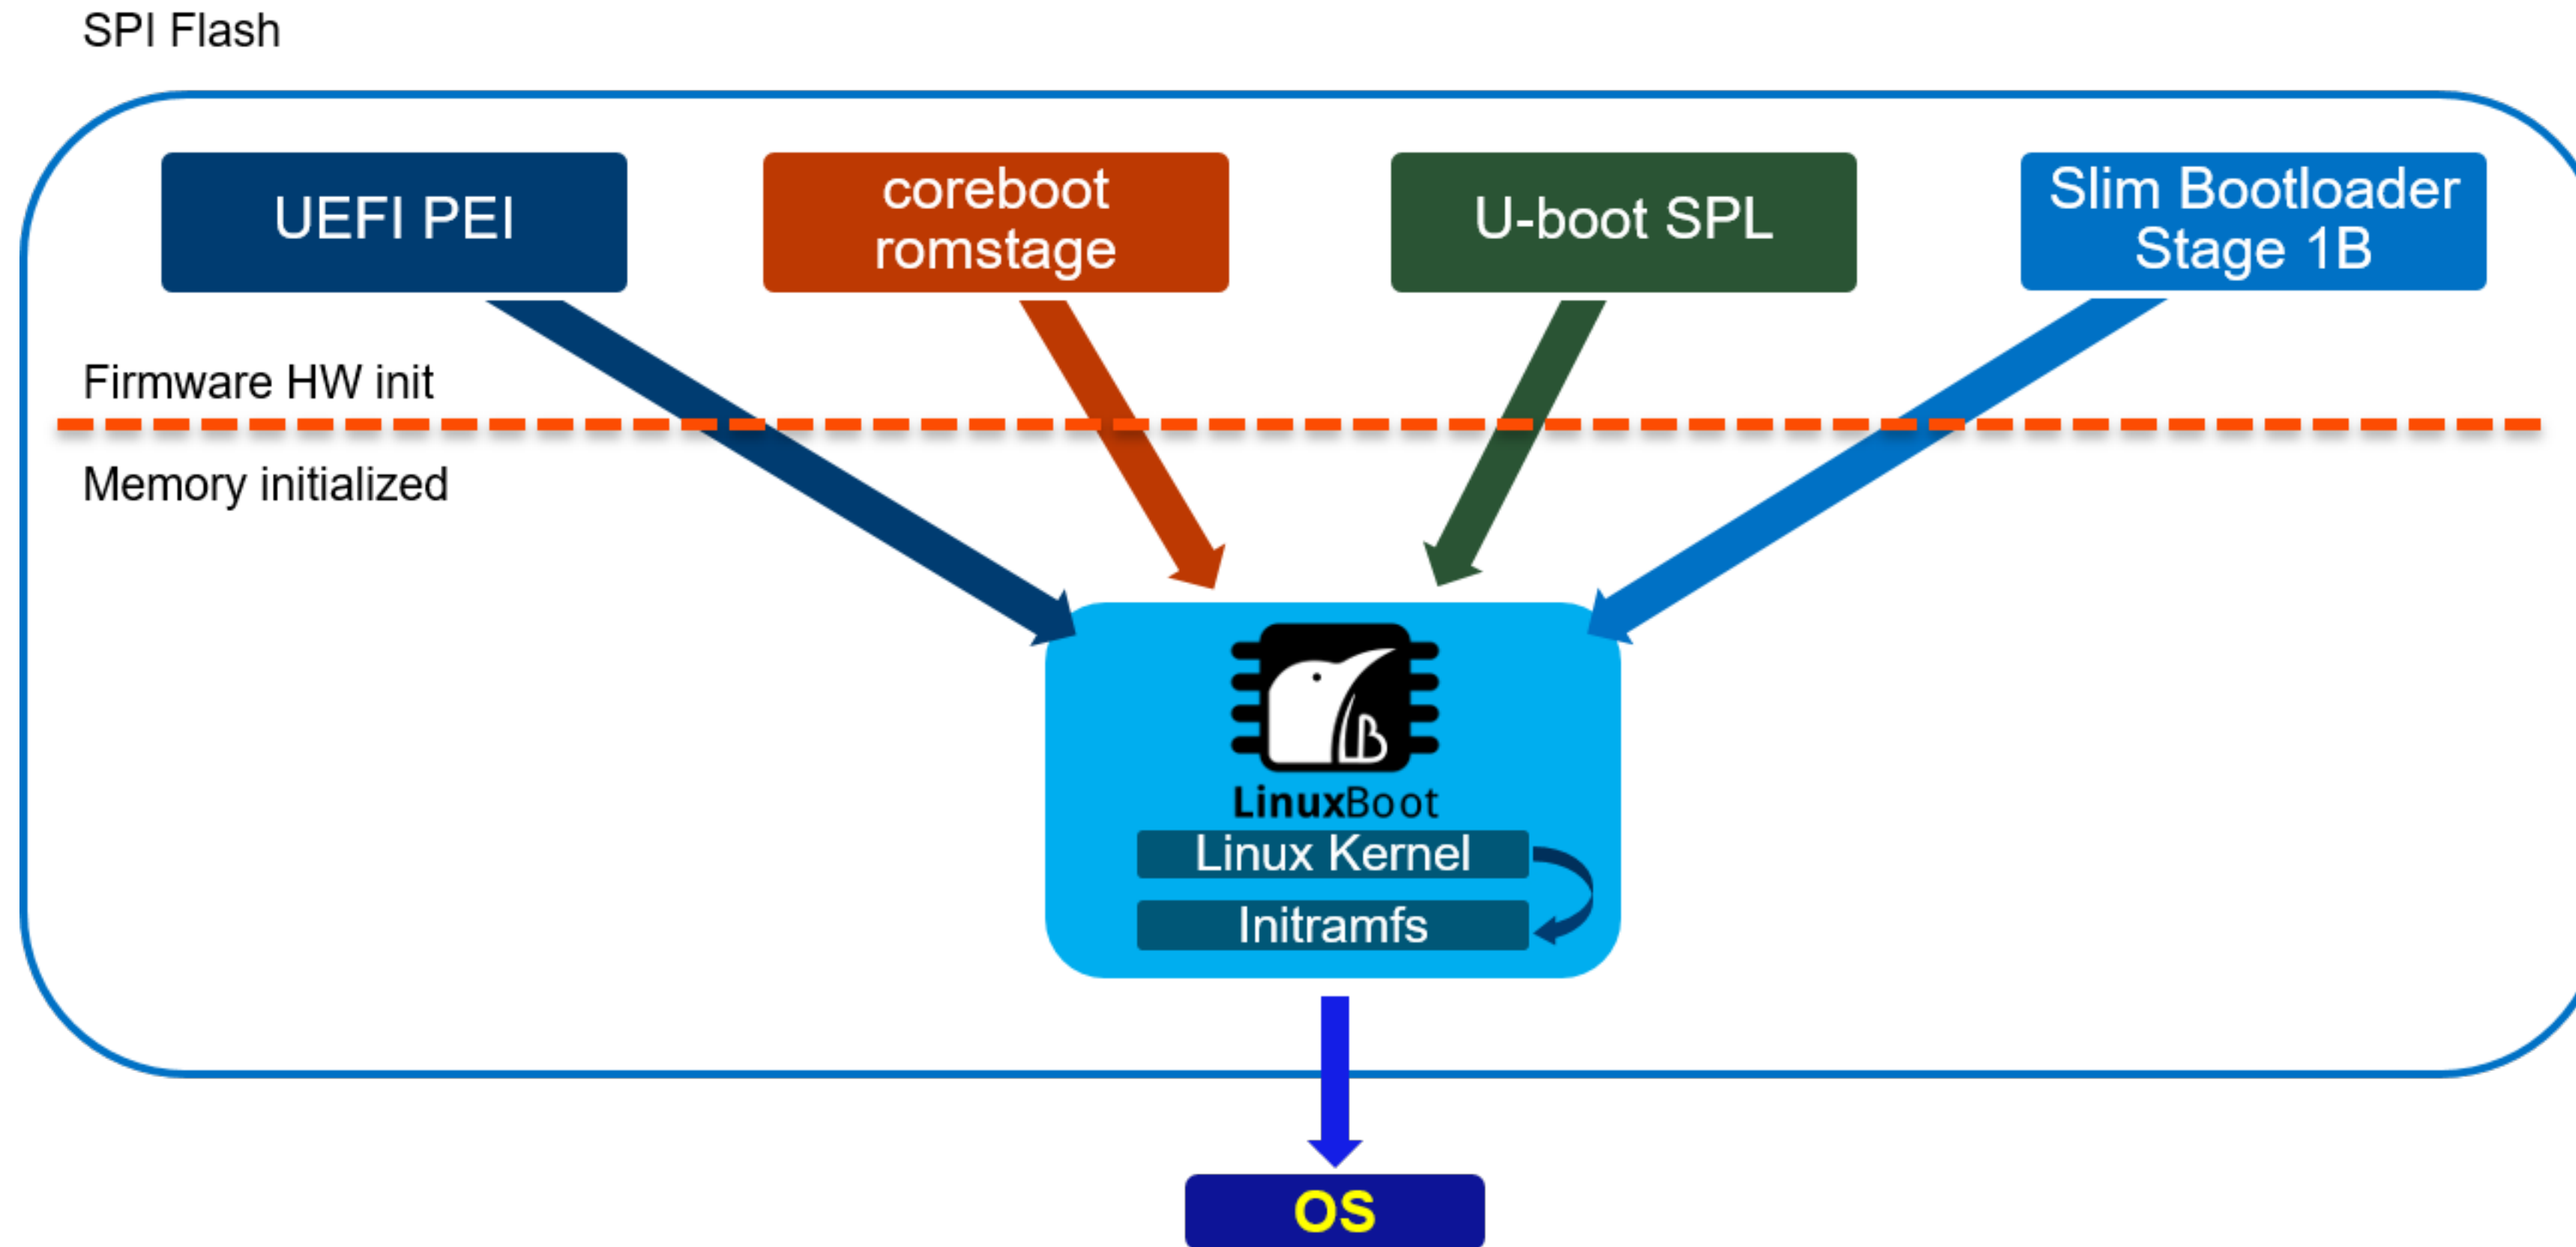 SPI Flash
UEFI PEI
coreboot
romstage
U-boot SPL
Slim Bootloader
Stage 1B
Firmware HW init
Memory initialized
LB
LinuxBoot
Linux Kernel
Initramfs
OS